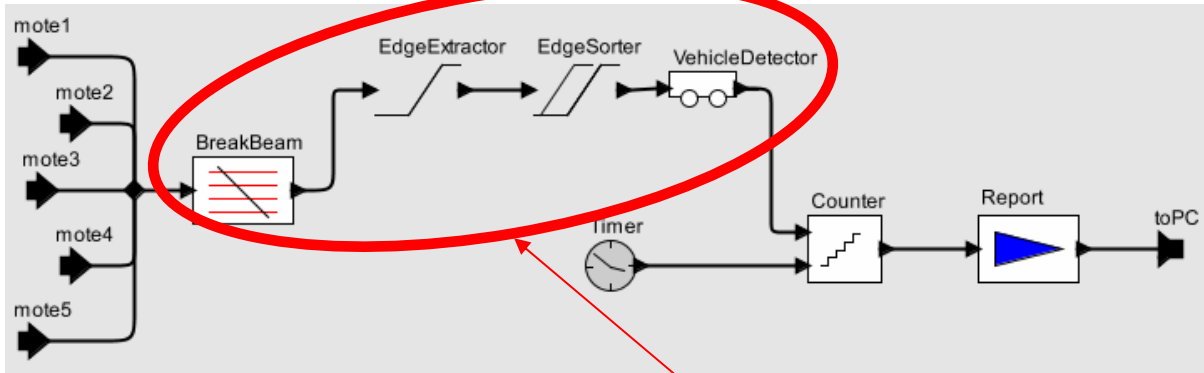 mote1
mote2
mote3
mote4
mote5
BreakBeam
EdgeExtractor
EdgeSorter
VehicleDetector
Timer
Counter
Report
toPC